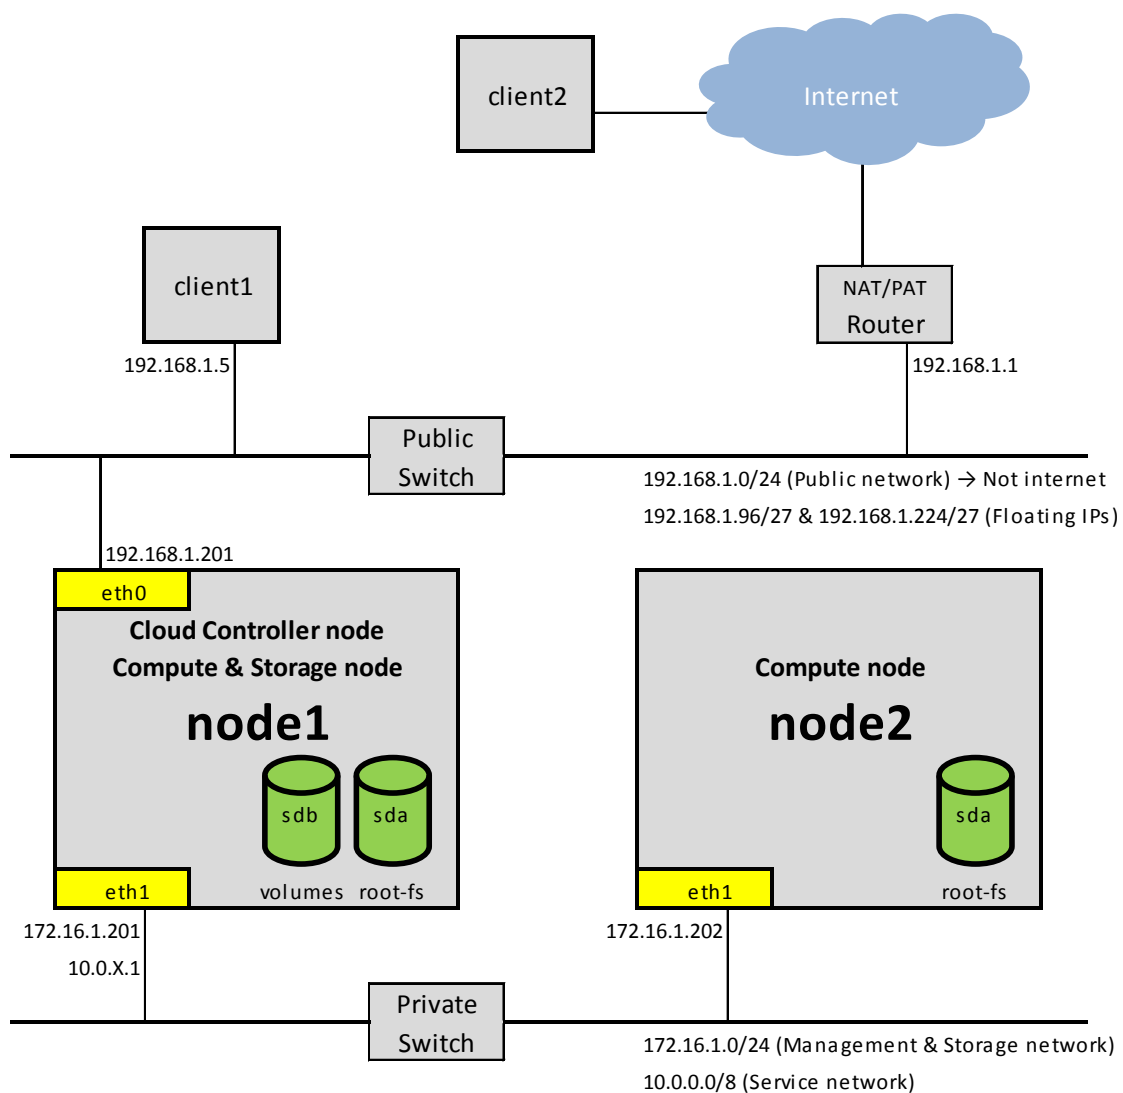 client2
Internet
client1
NAT/PAT
Router
192.168.1.5
192.168.1.1
Public
Switch
192.168.1.0/24 (Public network) → Not internet
192.168.1.96/27 & 192.168.1.224/27 (Floating IPs)
192.168.1.201
eth0
Cloud Controller node
Compute & Storage node
node1
sdb
sda
volumes
root-fs
eth1
172.16.1.201
10.0.X.1
Compute node
node2
sda
root-fs
eth1
172.16.1.202
Private
Switch
172.16.1.0/24 (Management & Storage network)
10.0.0.0/8 (Service network)